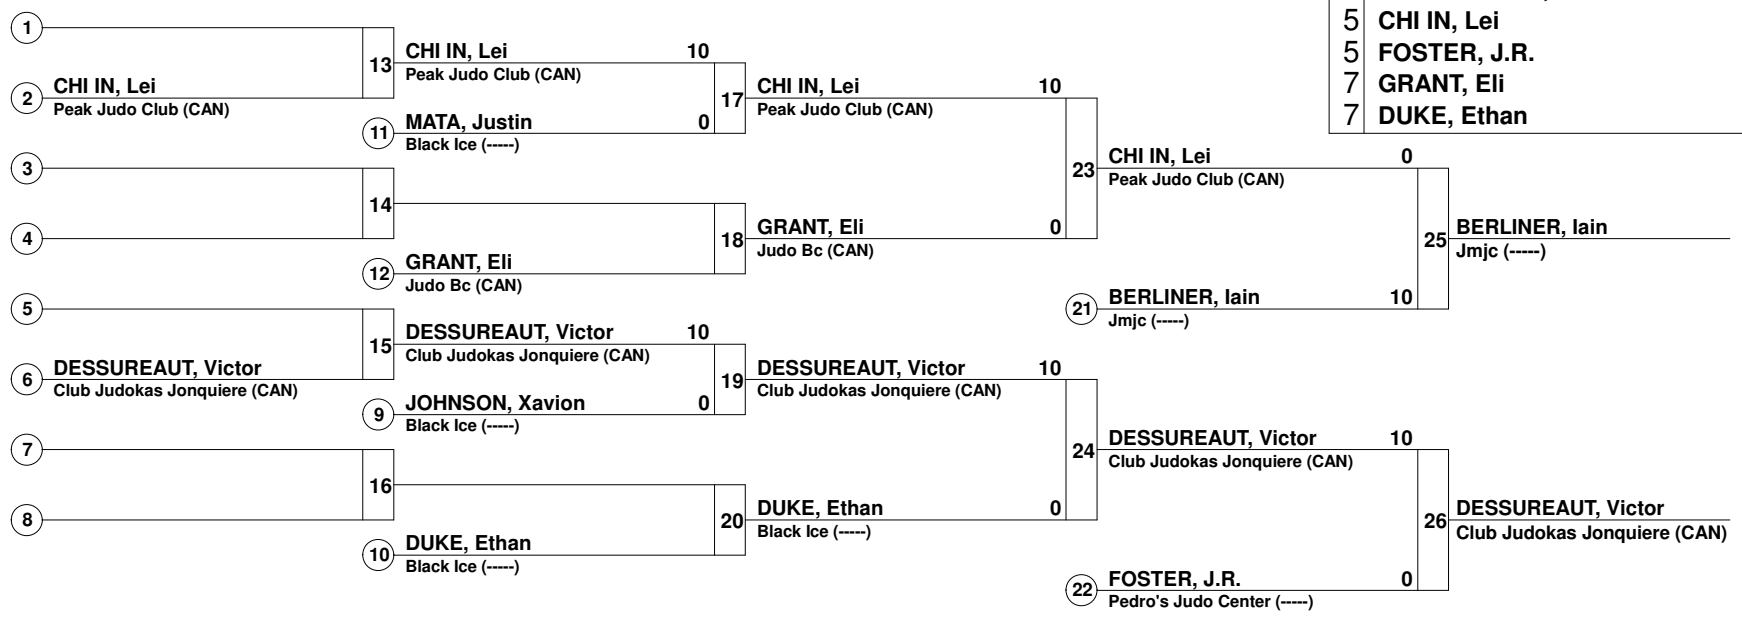 5 CHI IN, Lei
5 FOSTER, J.R.
7 GRANT, Eli
7 DUKE, Ethan
1
13
CHI IN, Lei 10
Peak Judo Club (CAN)
2
CHI IN, Lei
Peak Judo Club (CAN)
17
CHI IN, Lei 10
Peak Judo Club (CAN)
11
MATA, Justin 0
Black Ice (-----)
3
14
4
23
CHI IN, Lei 0
Peak Judo Club (CAN)
18
GRANT, Eli 0
Judo Bc (CAN)
12
GRANT, Eli
Judo Bc (CAN)
25
BERLINER, Iain
Jmjc (-----)
21
BERLINER, Iain 10
Jmjc (-----)
5
15
DESSUREAUT, Victor 10
Club Judokas Jonquiere (CAN)
6
DESSUREAUT, Victor
Club Judokas Jonquiere (CAN)
19
DESSUREAUT, Victor 10
Club Judokas Jonquiere (CAN)
9
JOHNSON, Xavion 0
Black Ice (-----)
7
16
8
24
DESSUREAUT, Victor 10
Club Judokas Jonquiere (CAN)
20
DUKE, Ethan 0
Black Ice (-----)
10
DUKE, Ethan
Black Ice (-----)
26
DESSUREAUT, Victor
Club Judokas Jonquiere (CAN)
22
FOSTER, J.R. 0
Pedro's Judo Center (-----)